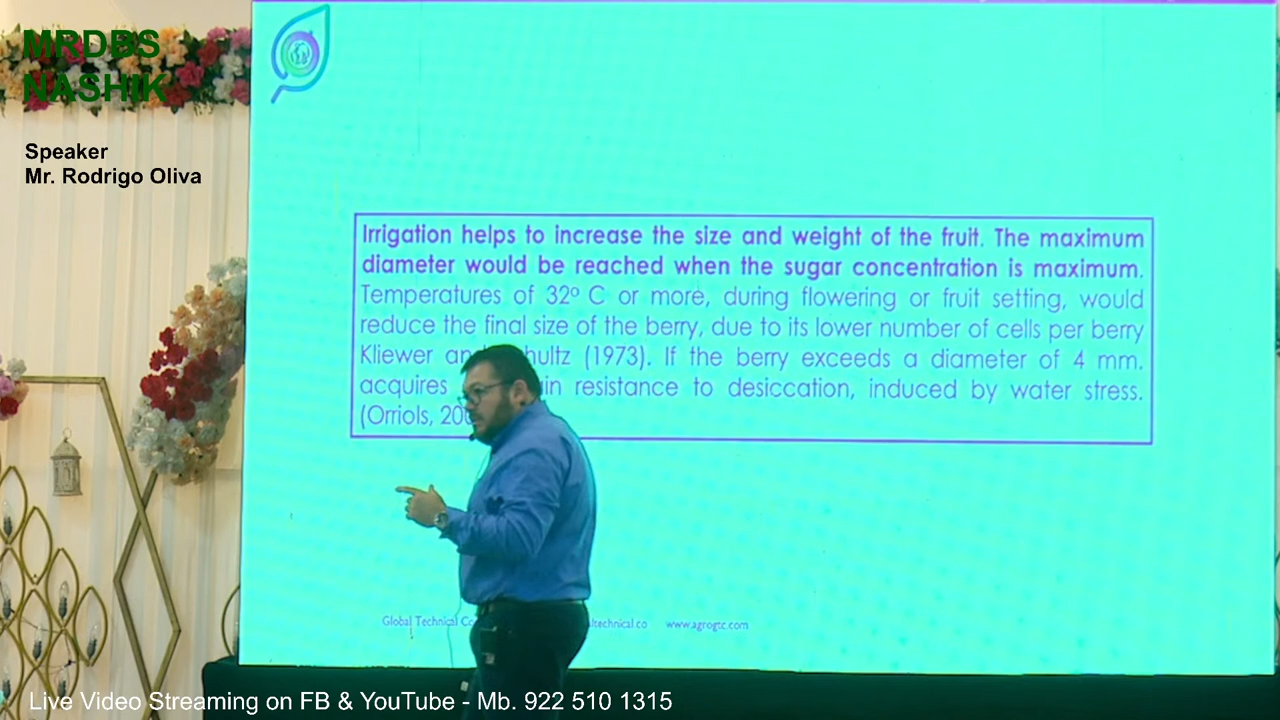 MRDBS
NASHIK
Speaker
Mr. Rodrigo Oliva
Irrigation helps to increase the size and weight of the fruit. The maximum
diameter would be reached when the sugar concentration is maximum.
Temperatures of 32º C or more, during flowering or fruit setting, would
reduce the final size of the berry, due to its lower number of cells per berry
Kliewer (1973). If the berry exceeds a diameter of 4 mm.
acquires resistance to desiccation, induced by water stress.
(Orriols,
Global Technical www.agrogtc.com
Live Video Streaming on FB & YouTube - Mb. 922 510 1315